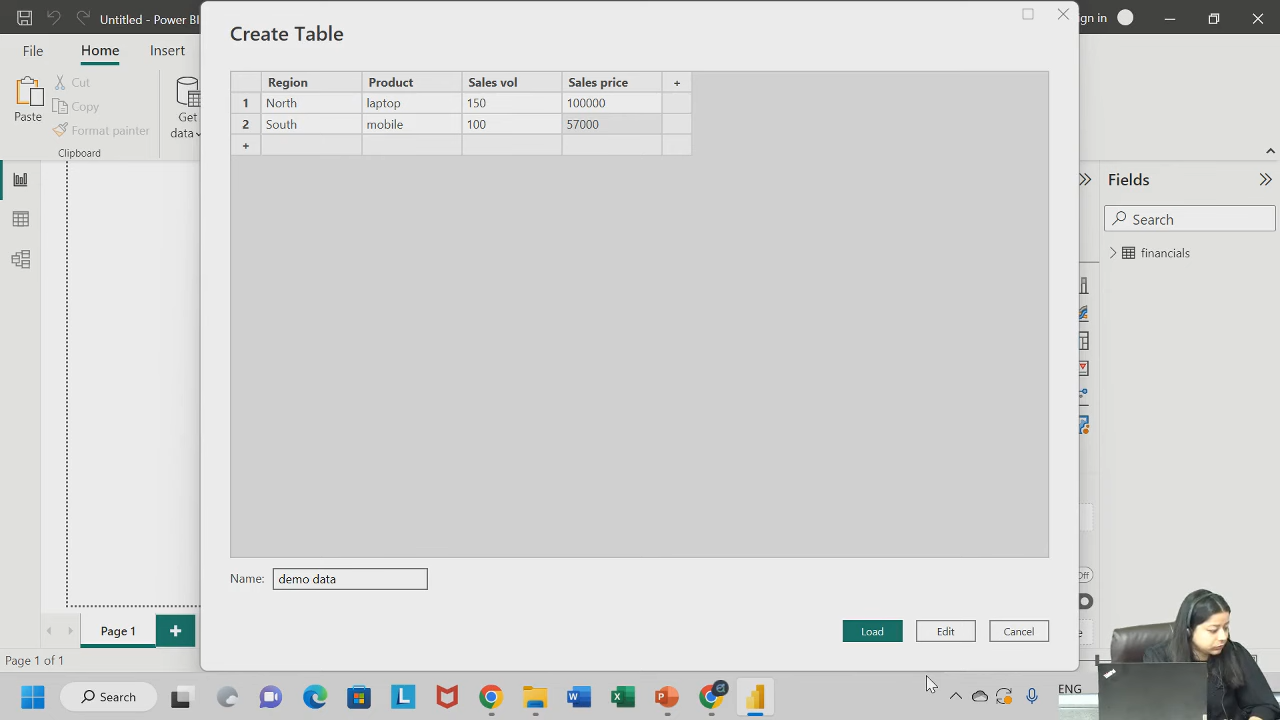 Untitled - Power BI
ign in
Create Table
File
Home
Insert
Paste
Cut
Copy
Format painter
Clipboard
Get
data
Region Product Sales vol Sales price +
1 North laptop 150 100000
2 South mobile 100 57000
+
Fields
Search
financials
Off
Name: demo data
Load
Edit
Cancel
Page 1
+
Page 1 of 1
Search
ENG